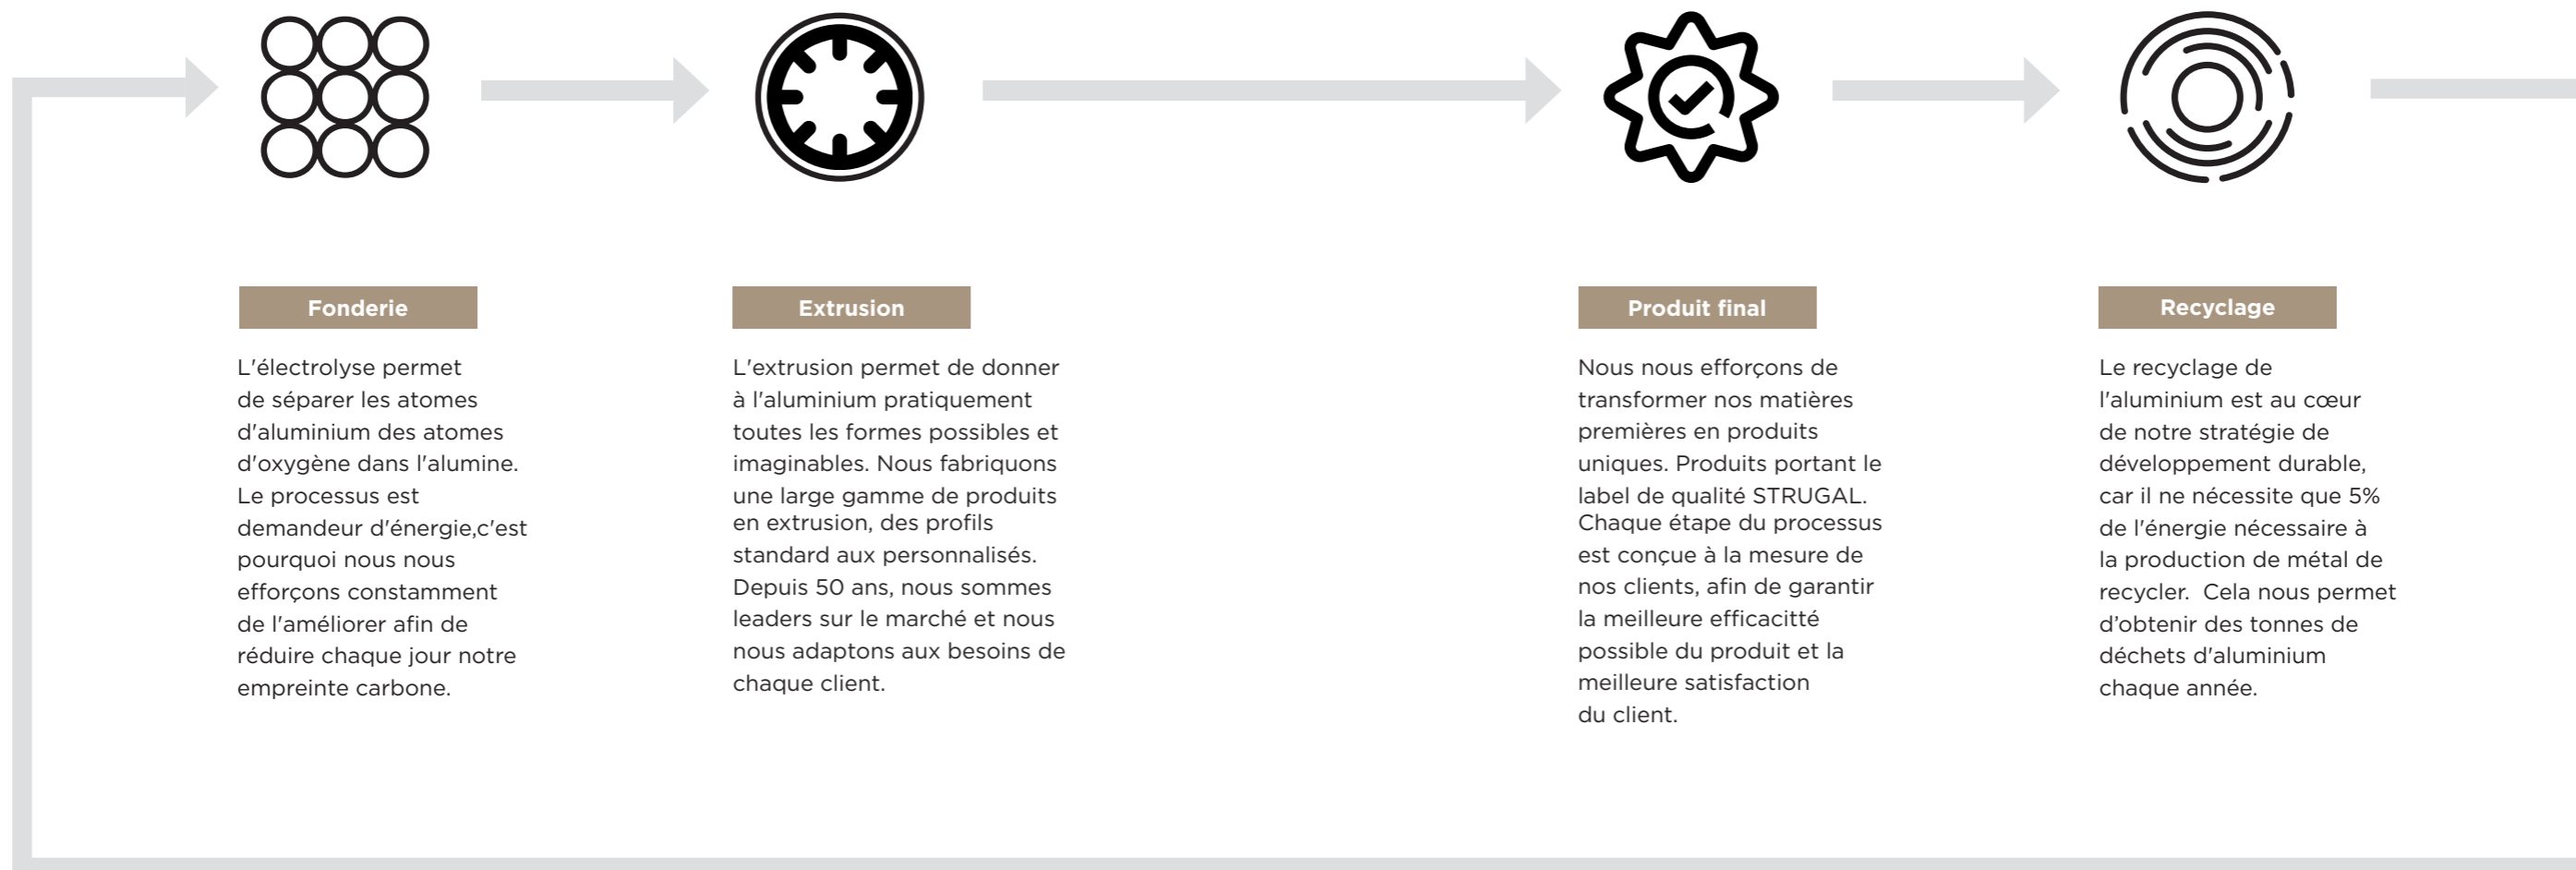 Fonderie
L'électrolyse permet
de séparer les atomes
d'aluminium des atomes
d'oxygène dans l'alumine.
Le processus est
demandeur d'énergie,c'est
pourquoi nous nous
efforçons constamment
de l'améliorer afin de
réduire chaque jour notre
empreinte carbone.
Extrusion
L'extrusion permet de donner
à l'aluminium pratiquement
toutes les formes possibles et
imaginables. Nous fabriquons
une large gamme de produits
en extrusion, des profils
standard aux personnalisés.
Depuis 50 ans, nous sommes
leaders sur le marché et nous
nous adaptons aux besoins de
chaque client.
Produit final
Nous nous efforçons de
transformer nos matières
premières en produits
uniques. Produits portant le
label de qualité STRUGAL.
Chaque étape du processus
est conçue à la mesure de
nos clients, afin de garantir
la meilleure efficacitté
possible du produit et la
meilleure satisfaction
du client.
Recyclage
Le recyclage de
l'aluminium est au cœur
de notre stratégie de
développement durable,
car il ne nécessite que 5%
de l'énergie nécessaire à
la production de métal de
recycler.  Cela nous permet
d’obtenir des tonnes de
déchets d'aluminium
chaque année.